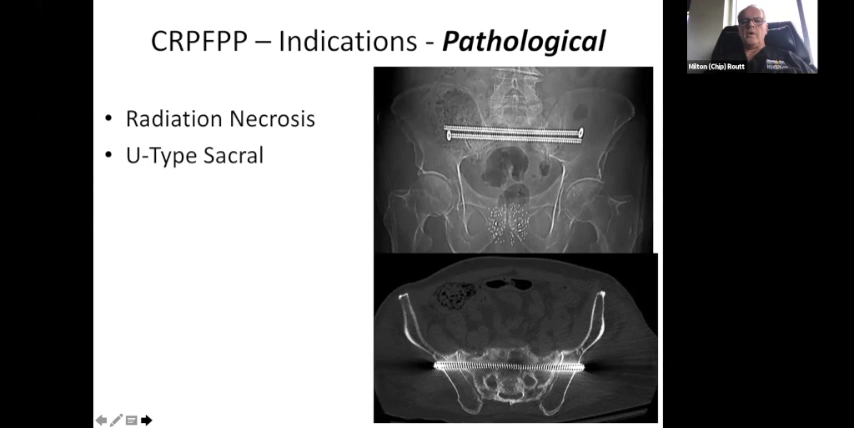 CRPFPP – Indications - Pathological
• Radiation Necrosis
• U-Type Sacral
Milton (Chip) Routt